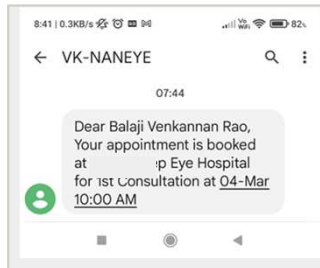 8:41 | 0.3KB/s
82%
VK-NANEYE
07:44
Dear Balaji Venkannan Rao,
Your appointment is booked
at Eye Hospital
for 1st Consultation at 04-Mar
10:00 AM